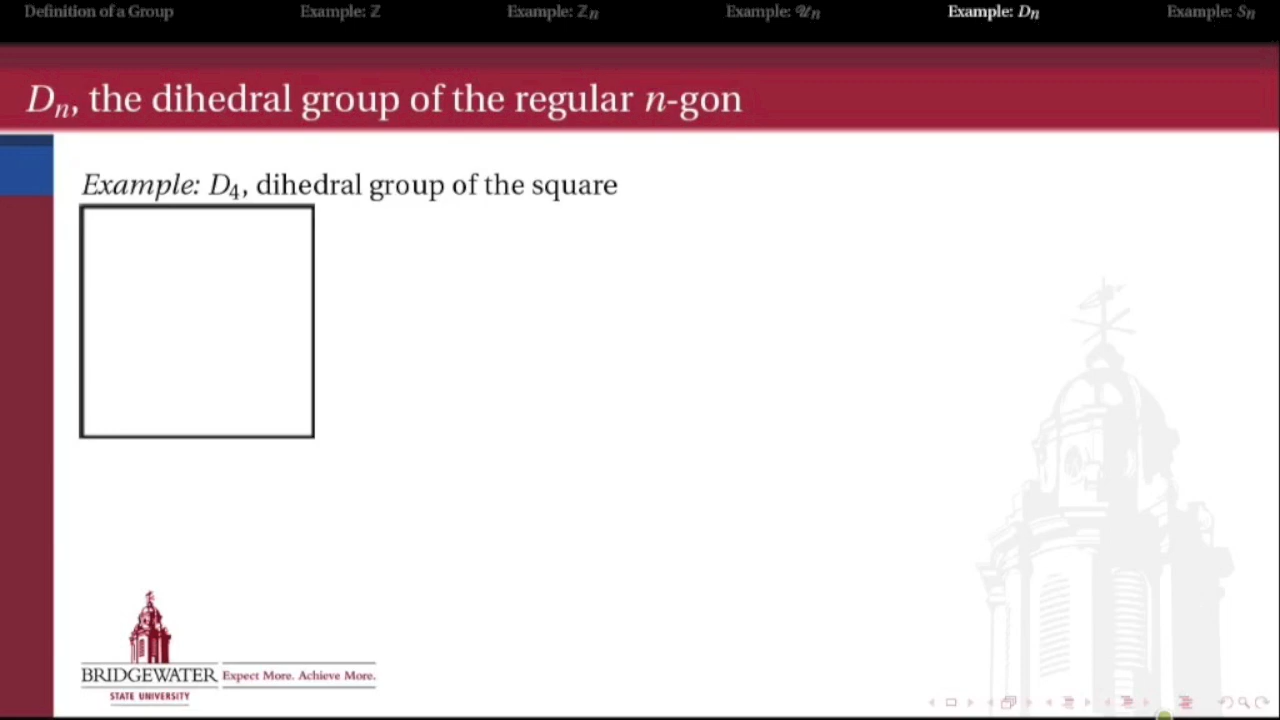 Definition of a Group Example: ℤ Example: ℤₙ Example: 𝒰ₙ Example: Dₙ Example: Sₙ
Dₙ, the dihedral group of the regular n-gon
Example: D₄, dihedral group of the square
BRIDGEWATER Expect More. Achieve More.
STATE UNIVERSITY